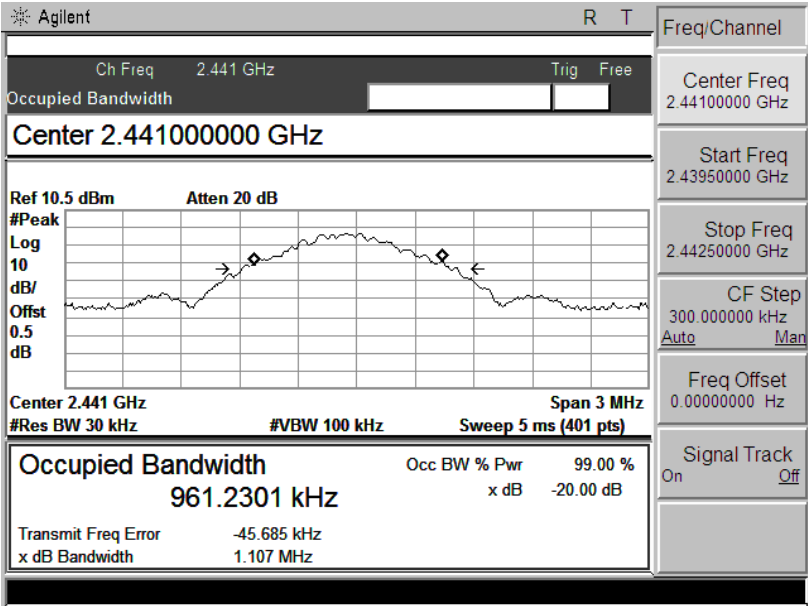 Agilent R T
Freq/Channel
Ch Freq 2.441 GHz Trig Free
Occupied Bandwidth
Center 2.441000000 GHz
Ref 10.5 dBm Atten 20 dB
#Peak
Log
10
dB/
Offst
0.5
dB
Center 2.441 GHz Span 3 MHz
#Res BW 30 kHz #VBW 100 kHz Sweep 5 ms (401 pts)
Occupied Bandwidth Occ BW % Pwr 99.00 %
961.2301 kHz x dB -20.00 dB
Transmit Freq Error -45.685 kHz
x dB Bandwidth 1.107 MHz
Center Freq
2.44100000 GHz
Start Freq
2.43950000 GHz
Stop Freq
2.44250000 GHz
CF Step
300.000000 kHz
Auto Man
Freq Offset
0.00000000 Hz
Signal Track
On Off